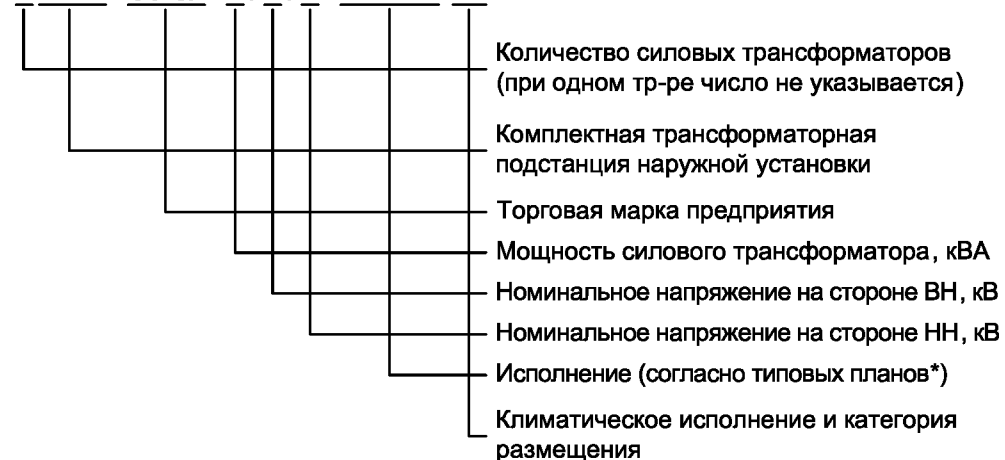 Количество силовых трансформаторов
(при одном тр-ре число не указывается)
Комплектная трансформаторная
подстанция наружной установки
Торговая марка предприятия
Мощность силового трансформатора, кВА
Номинальное напряжение на стороне ВН, кВ
Номинальное напряжение на стороне НН, кВ
Исполнение (согласно типовых планов*)
Климатическое исполнение и категория
размещения